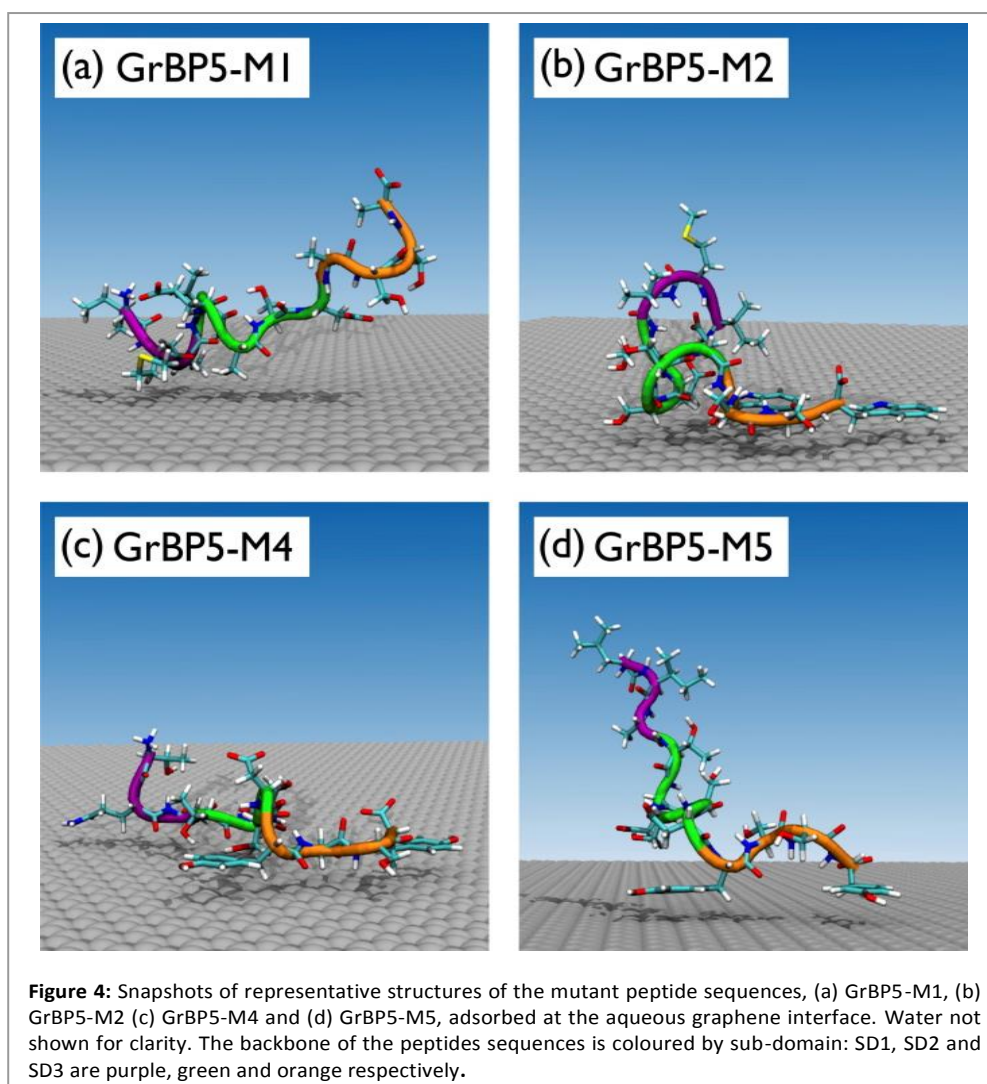 (a) GrBP5-M1
(b) GrBP5-M2
(c) GrBP5-M4
(d) GrBP5-M5
Figure 4: Snapshots of representative structures of the mutant peptide sequences, (a) GrBP5-M1, (b)
GrBP5-M2 (c) GrBP5-M4 and (d) GrBP5-M5, adsorbed at the aqueous graphene interface. Water not
shown for clarity. The backbone of the peptides sequences is coloured by sub-domain: SD1, SD2 and
SD3 are purple, green and orange respectively.